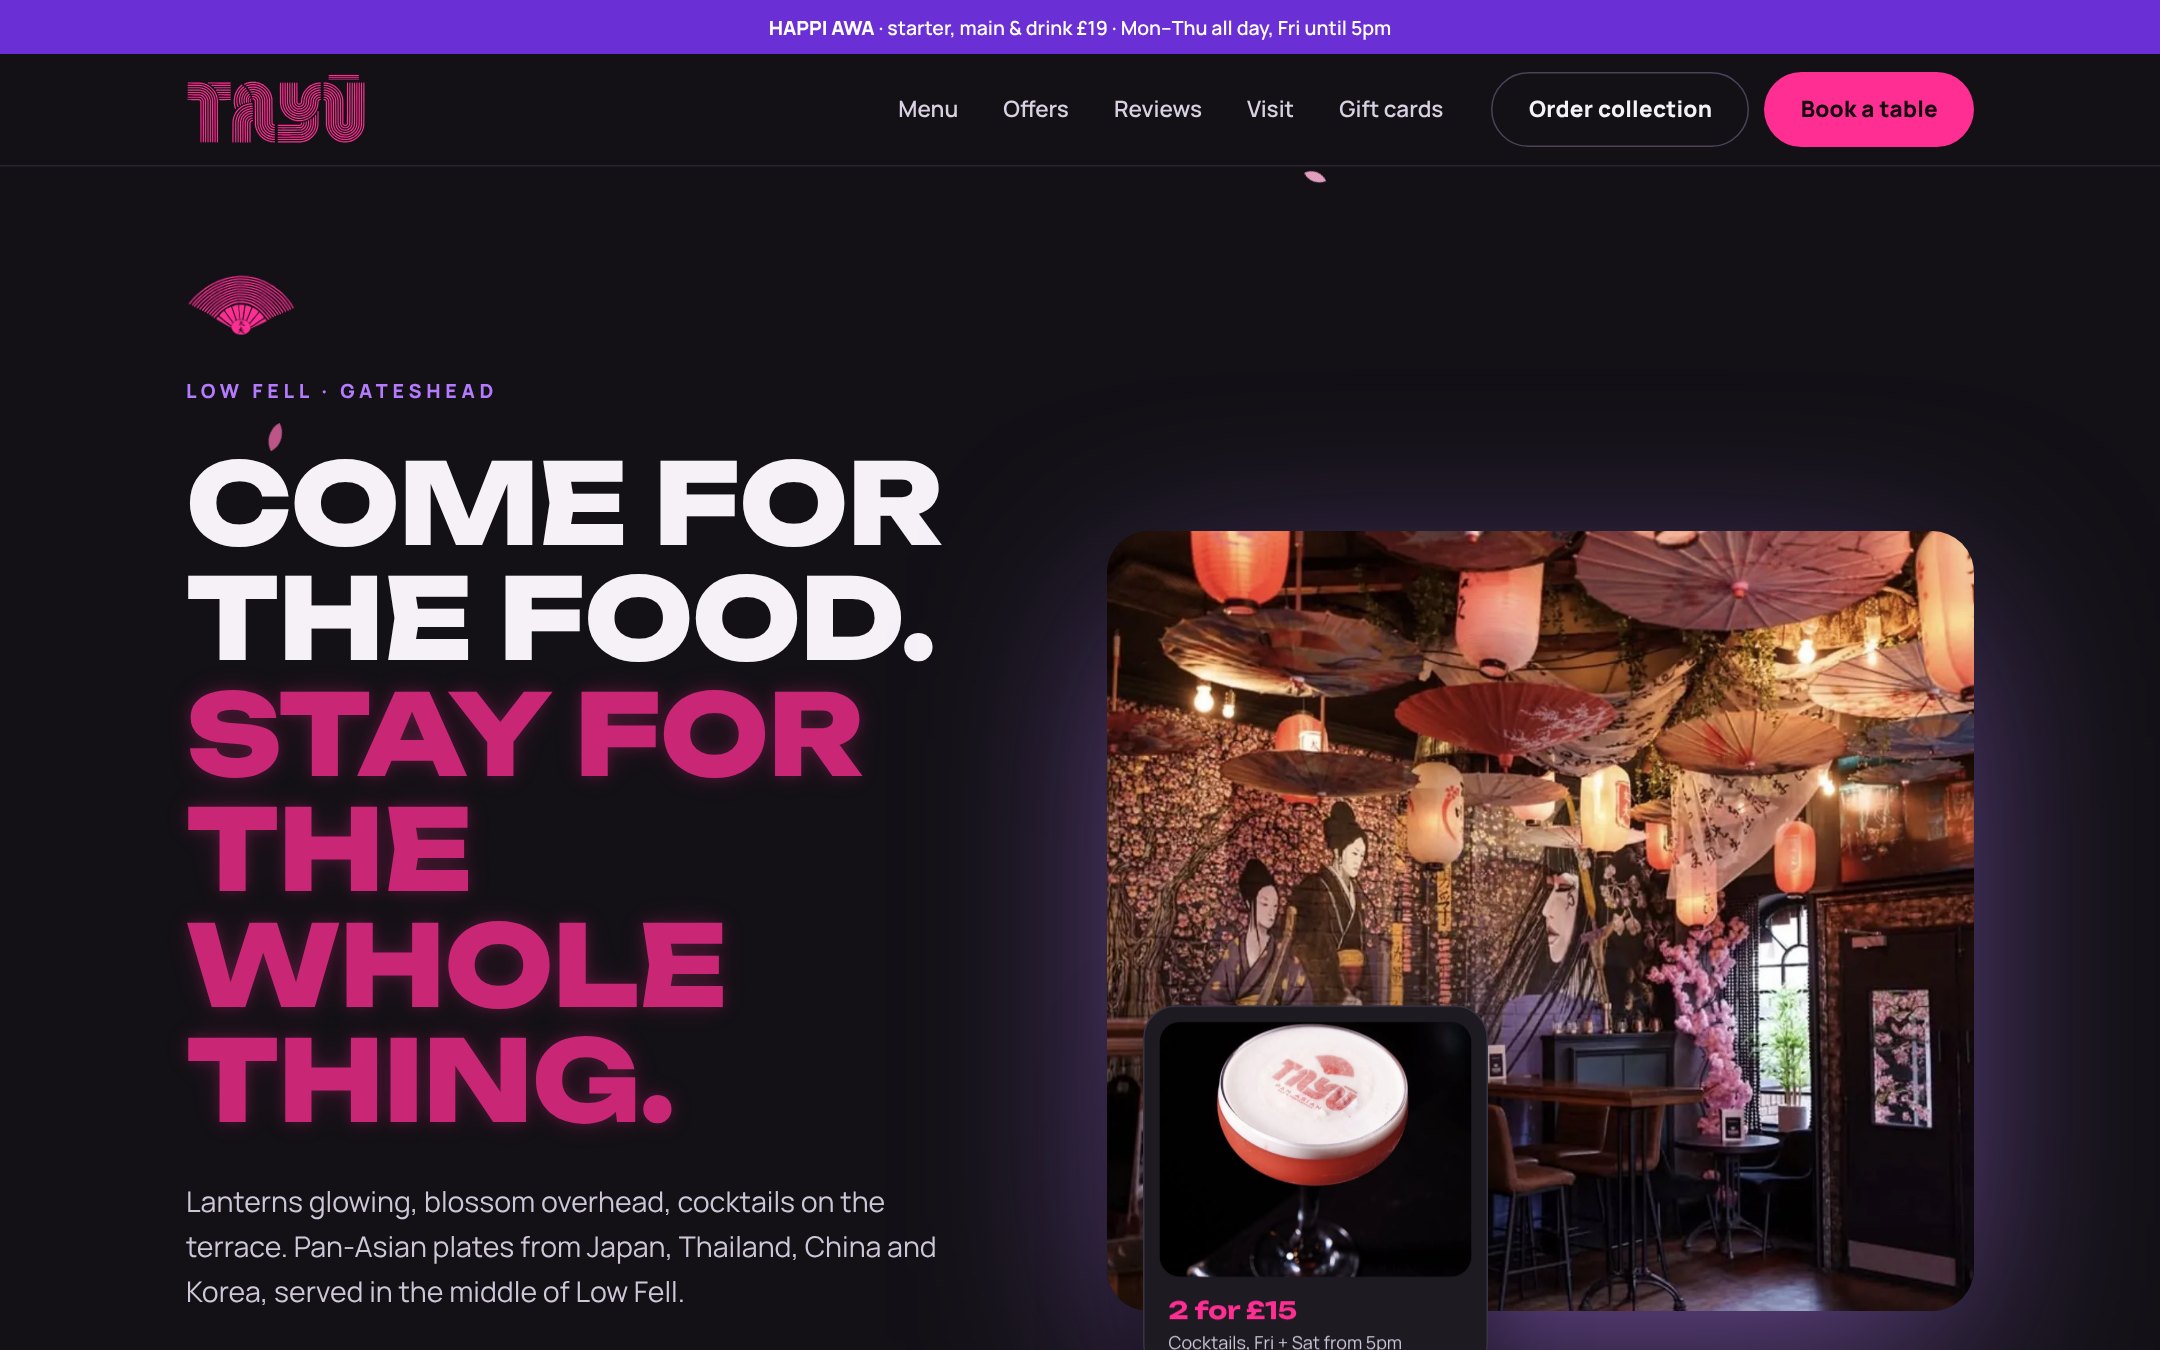 HAPPI AWA · starter, main & drink £19 · Mon–Thu all day, Fri until 5pm
TAYŪ
Menu
Offers
Reviews
Visit
Gift cards
Order collection
Book a table
LOW FELL · GATESHEAD
COME FOR
THE FOOD.
STAY FOR
THE
WHOLE
THING.
Lanterns glowing, blossom overhead, cocktails on the
terrace. Pan-Asian plates from Japan, Thailand, China and
Korea, served in the middle of Low Fell.
TAYŪ
PAN ASIAN
2 for £15
Cocktails, Fri + Sat from 5pm